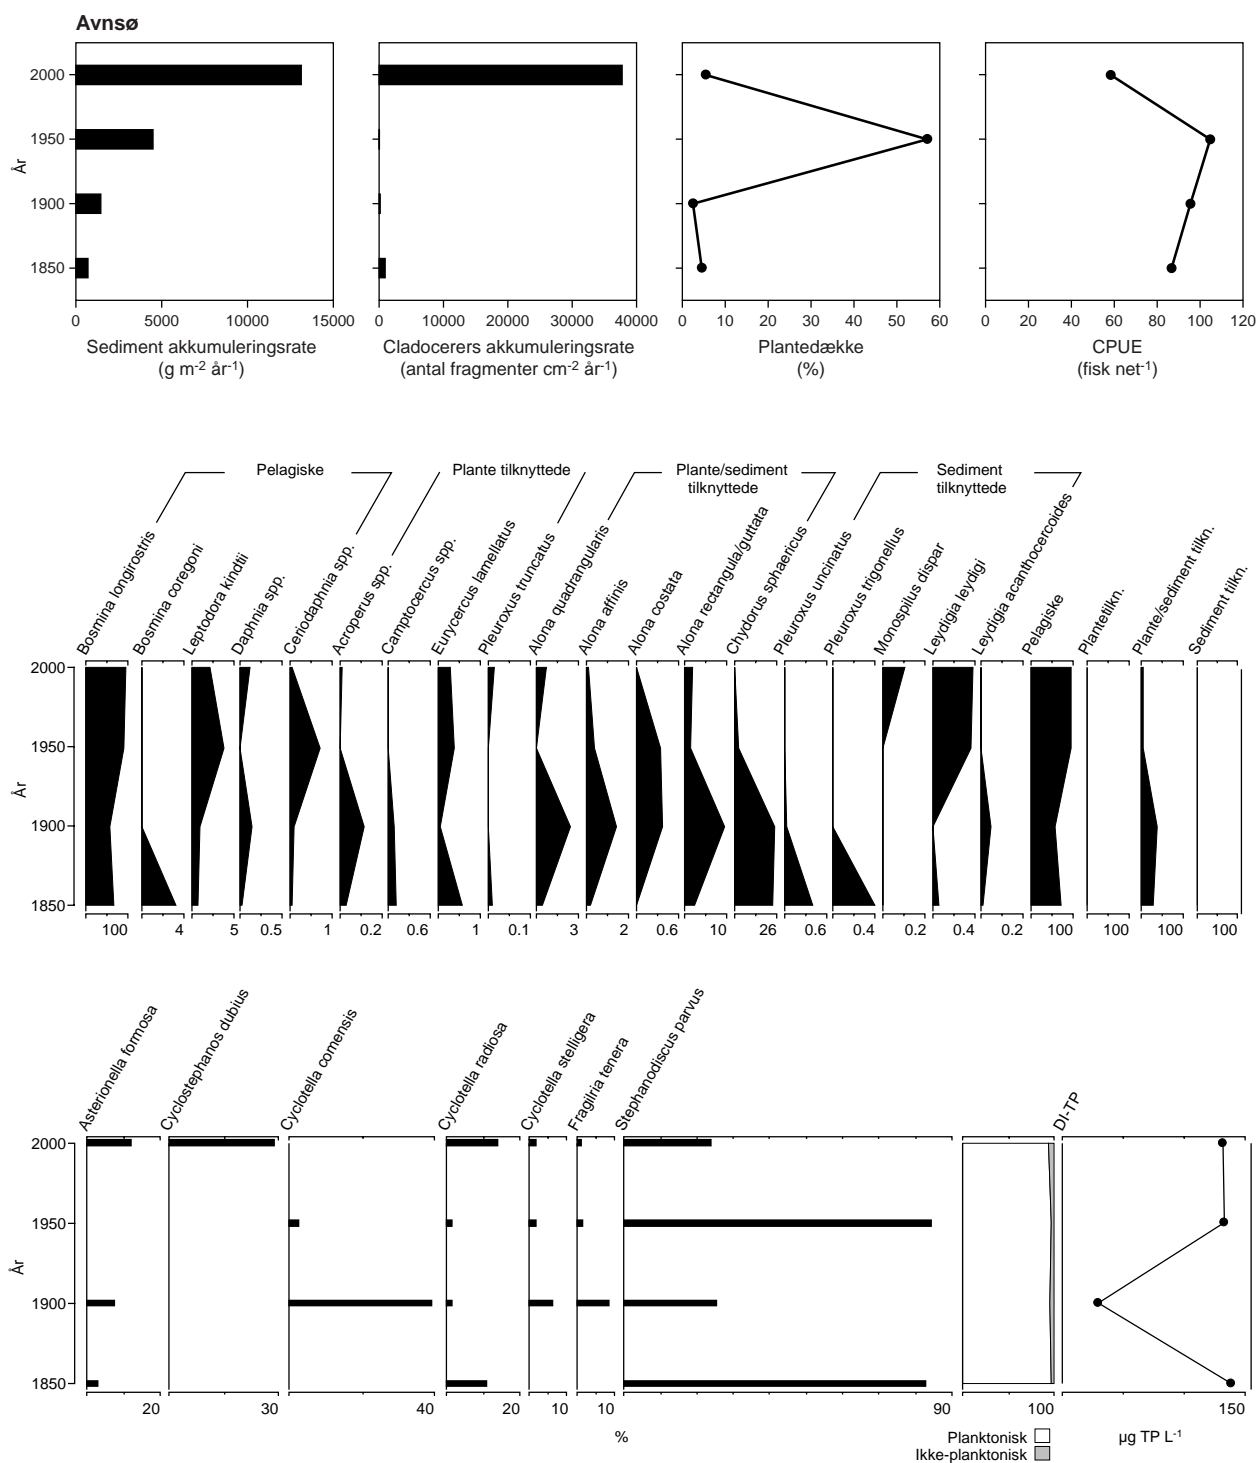 Avnsø
2000
1950
1900
1850
År
0 5000 10000 15000
Sediment akkumuleringsrate
(g m-2 år-1)
0 10000 20000 30000 40000
Cladocerers akkumuleringsrate
(antal fragmenter cm-2 år-1)
0 10 20 30 40 50 60
Plantedække
(%)
0 20 40 60 80 100 120
CPUE
(fisk net-1)
Pelagiske
Plante tilknyttede
Plante/sediment
tilknyttede
Sediment
tilknyttede
Bosmina longirostris
Bosmina coregoni
Leptodora kindtii
Daphnia spp.
Ceriodaphnia spp.
Acroperus spp.
Camptocercus spp.
Eurycercus lamellatus
Pleuroxus truncatus
Alona quadrangularis
Alona affinis
Alona costata
Alona rectangula/guttata
Chydorus sphaericus
Pleuroxus uncinatus
Pleuroxus trigonellus
Monospilus dispar
Leydigia leydigi
Leydigia acanthocercoides
Pelagiske
Plantetilkn.
Plante/sediment tilkn.
Sediment tilkn.
2000
1950
1900
1850
År
100 4 5 0.5 1 0.2 0.6 1 0.1 3 2 0.6 10 26 0.6 0.4 0.2 0.4 0.2 100 100 100 100
Asterionella formosa
Cyclostephanos dubius
Cyclotella comensis
Cyclotella radiosa
Cyclotella stelligera
Fragilria tenera
Stephanodiscus parvus
DI-TP
2000
1950
1900
1850
År
20 30 40 20 10 10 90 100 150
%
Planktonisk
Ikke-planktonisk
µg TP L-1